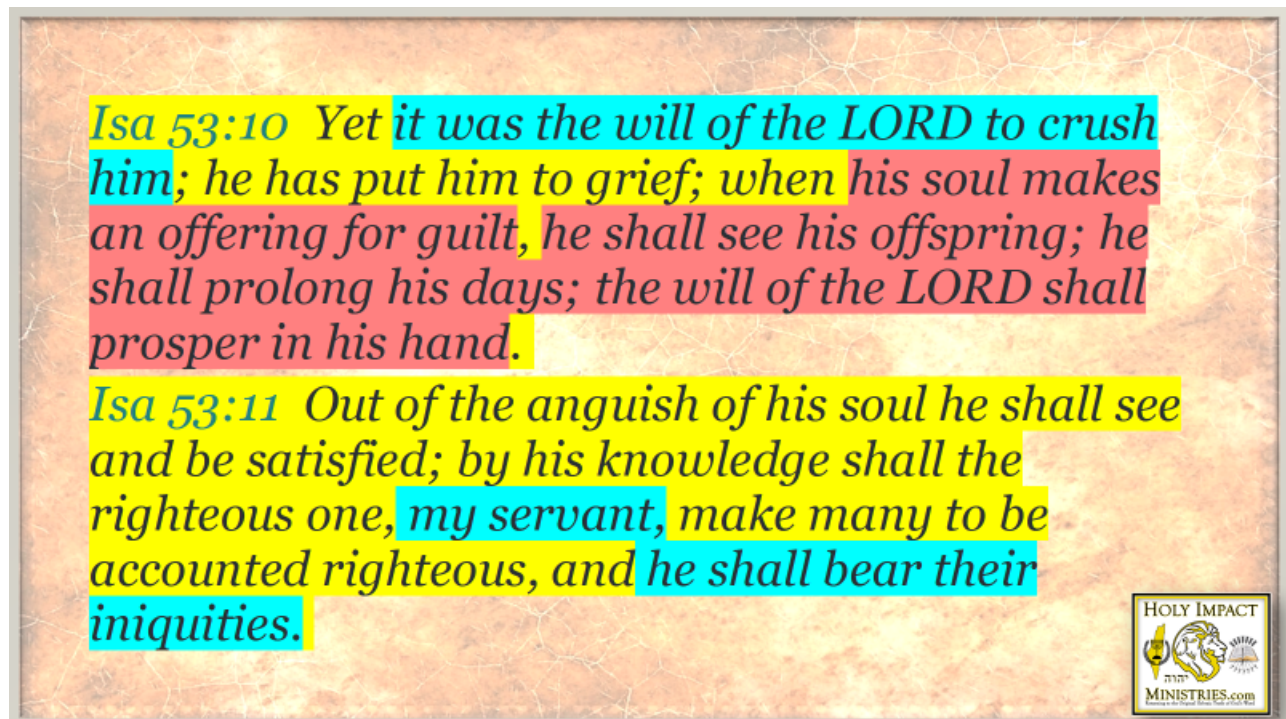 Isa 53:10 Yet it was the will of the LORD to crush
him; he has put him to grief; when his soul makes
an offering for guilt, he shall see his offspring; he
shall prolong his days; the will of the LORD shall
prosper in his hand.
Isa 53:11 Out of the anguish of his soul he shall see
and be satisfied; by his knowledge shall the
righteous one, my servant, make many to be
accounted righteous, and he shall bear their
iniquities.
HOLY IMPACT
יהוה
MINISTRIES.com